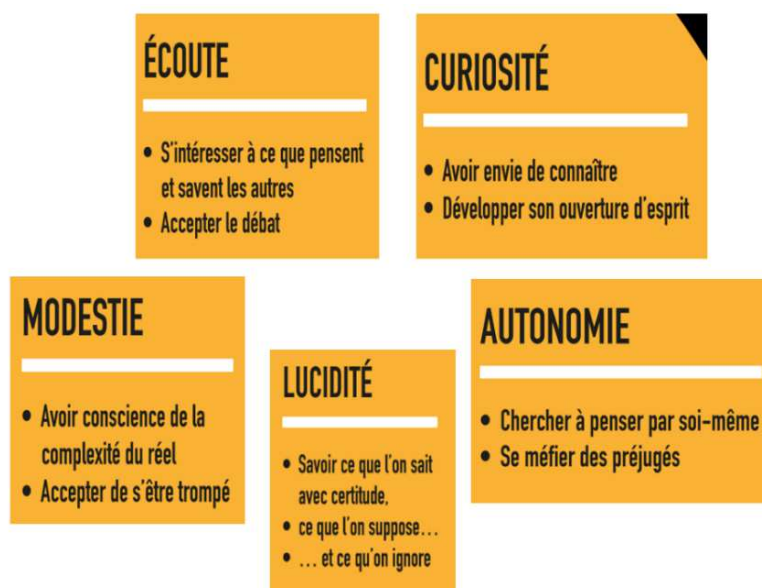 ÉCOUTE
• S'intéresser à ce que pensent
et savent les autres
• Accepter le débat
CURIOSITÉ
• Avoir envie de connaître
• Développer son ouverture d'esprit
MODESTIE
• Avoir conscience de la
complexité du réel
• Accepter de s'être trompé
LUCIDITÉ
• Savoir ce que l'on sait
avec certitude,
• ce que l'on suppose...
• ... et ce qu'on ignore
AUTONOMIE
• Chercher à penser par soi-même
• Se méfier des préjugés